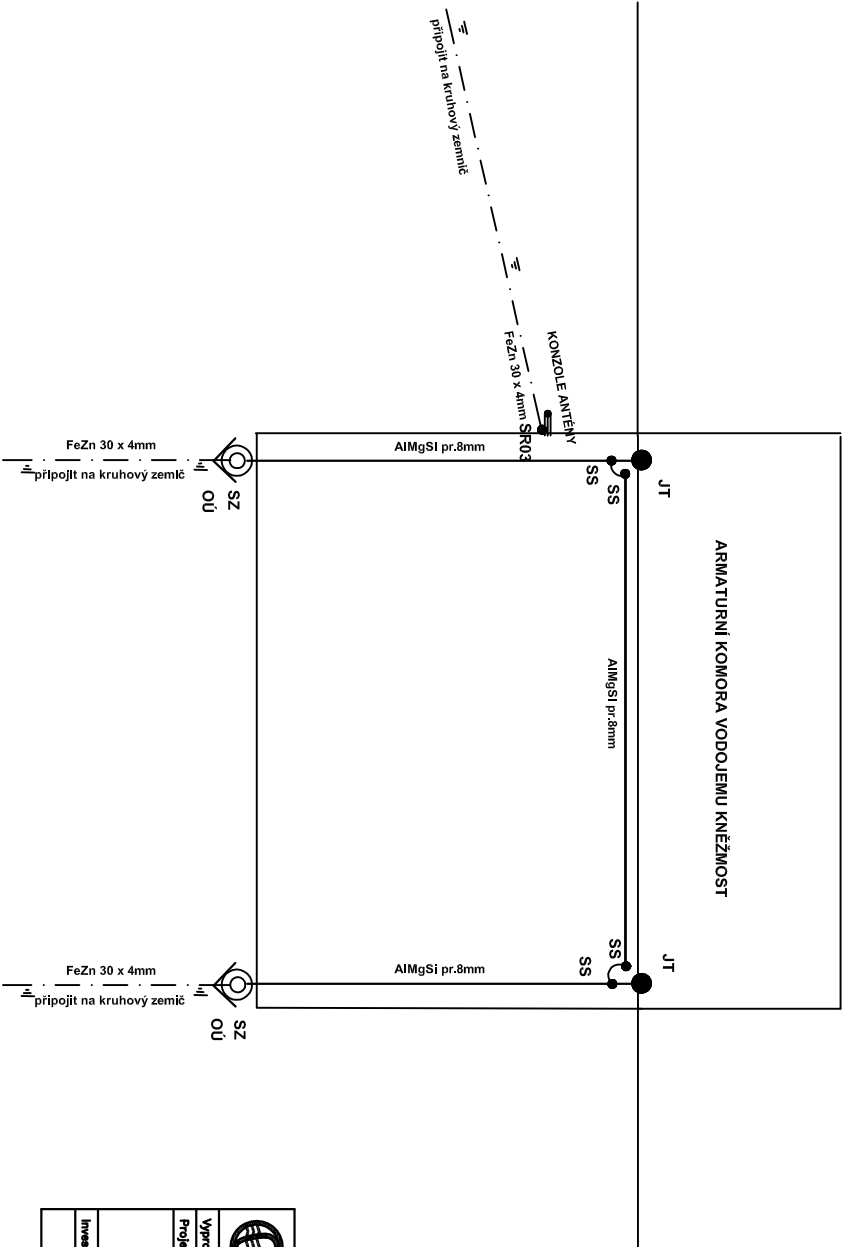 připojit na kruhový zemnič
FeZn 30 x 4mm
SR03
KONZOLE ANTÉNY
FeZn 30 x 4mm
připojit na kruhový zemič
SZ
OÚ
AlMgSi pr.8mm
SS
SS
JT
ARMATURNÍ KOMORA VODOJEMU KNĚŽMOST
AlMgSi pr.8mm
FeZn 30 x 4mm
připojit na kruhový zemič
SZ
OÚ
AlMgSi pr.8mm
SS
SS
JT